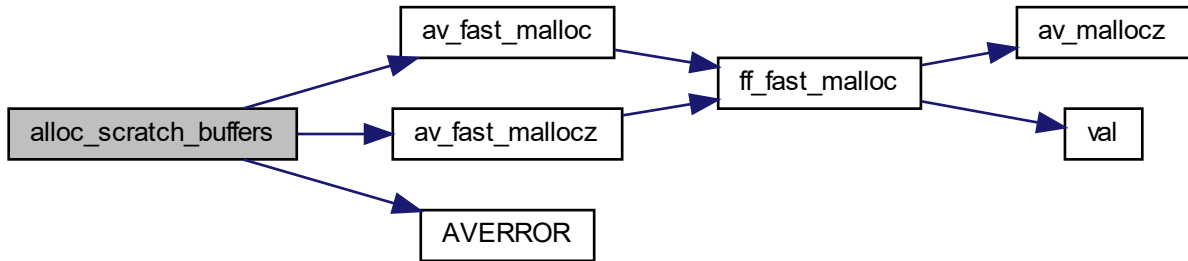 alloc_scratch_buffers
av_fast_malloc
av_fast_mallocz
AVERROR
ff_fast_malloc
av_mallocz
val